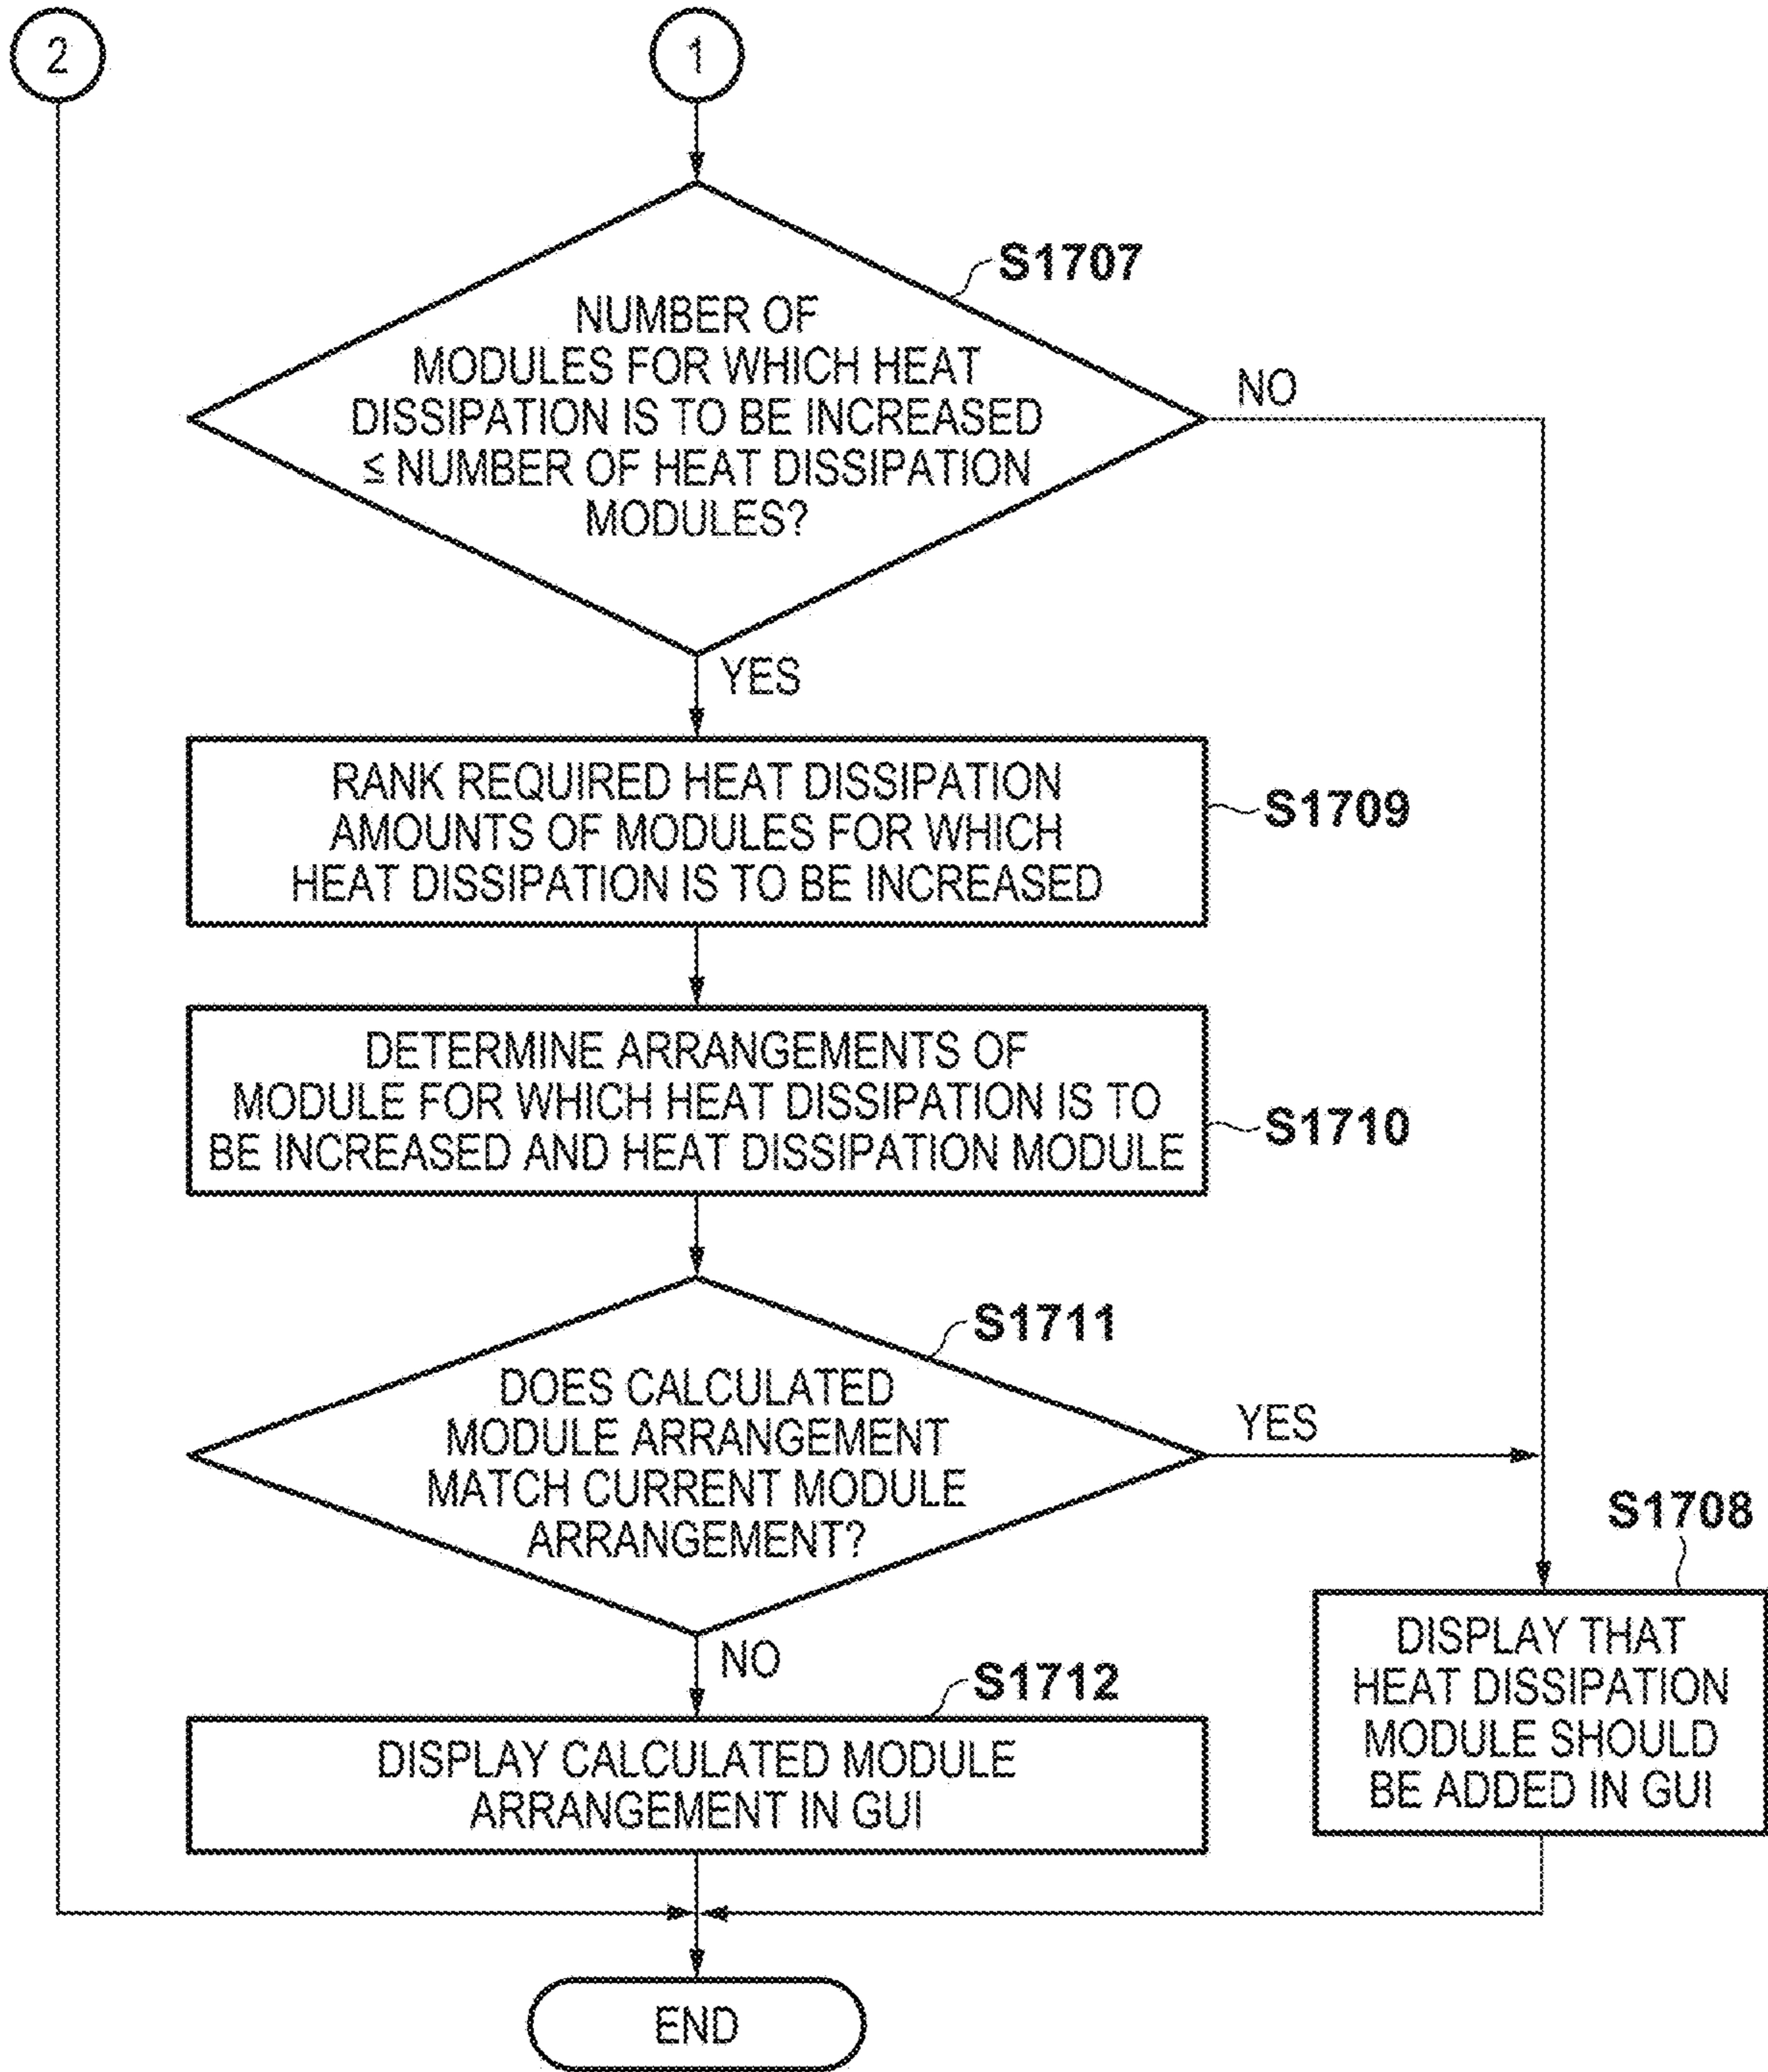 2
1
S1707
NUMBER OF
MODULES FOR WHICH HEAT
DISSIPATION IS TO BE INCREASED
≤ NUMBER OF HEAT DISSIPATION
MODULES?
NO
YES
RANK REQUIRED HEAT DISSIPATION
AMOUNTS OF MODULES FOR WHICH
HEAT DISSIPATION IS TO BE INCREASED
S1709
DETERMINE ARRANGEMENTS OF
MODULE FOR WHICH HEAT DISSIPATION IS TO
BE INCREASED AND HEAT DISSIPATION MODULE
S1710
S1711
DOES CALCULATED
MODULE ARRANGEMENT
MATCH CURRENT MODULE
ARRANGEMENT?
YES
NO
S1708
DISPLAY THAT
HEAT DISSIPATION
MODULE SHOULD
BE ADDED IN GUI
S1712
DISPLAY CALCULATED MODULE
ARRANGEMENT IN GUI
END